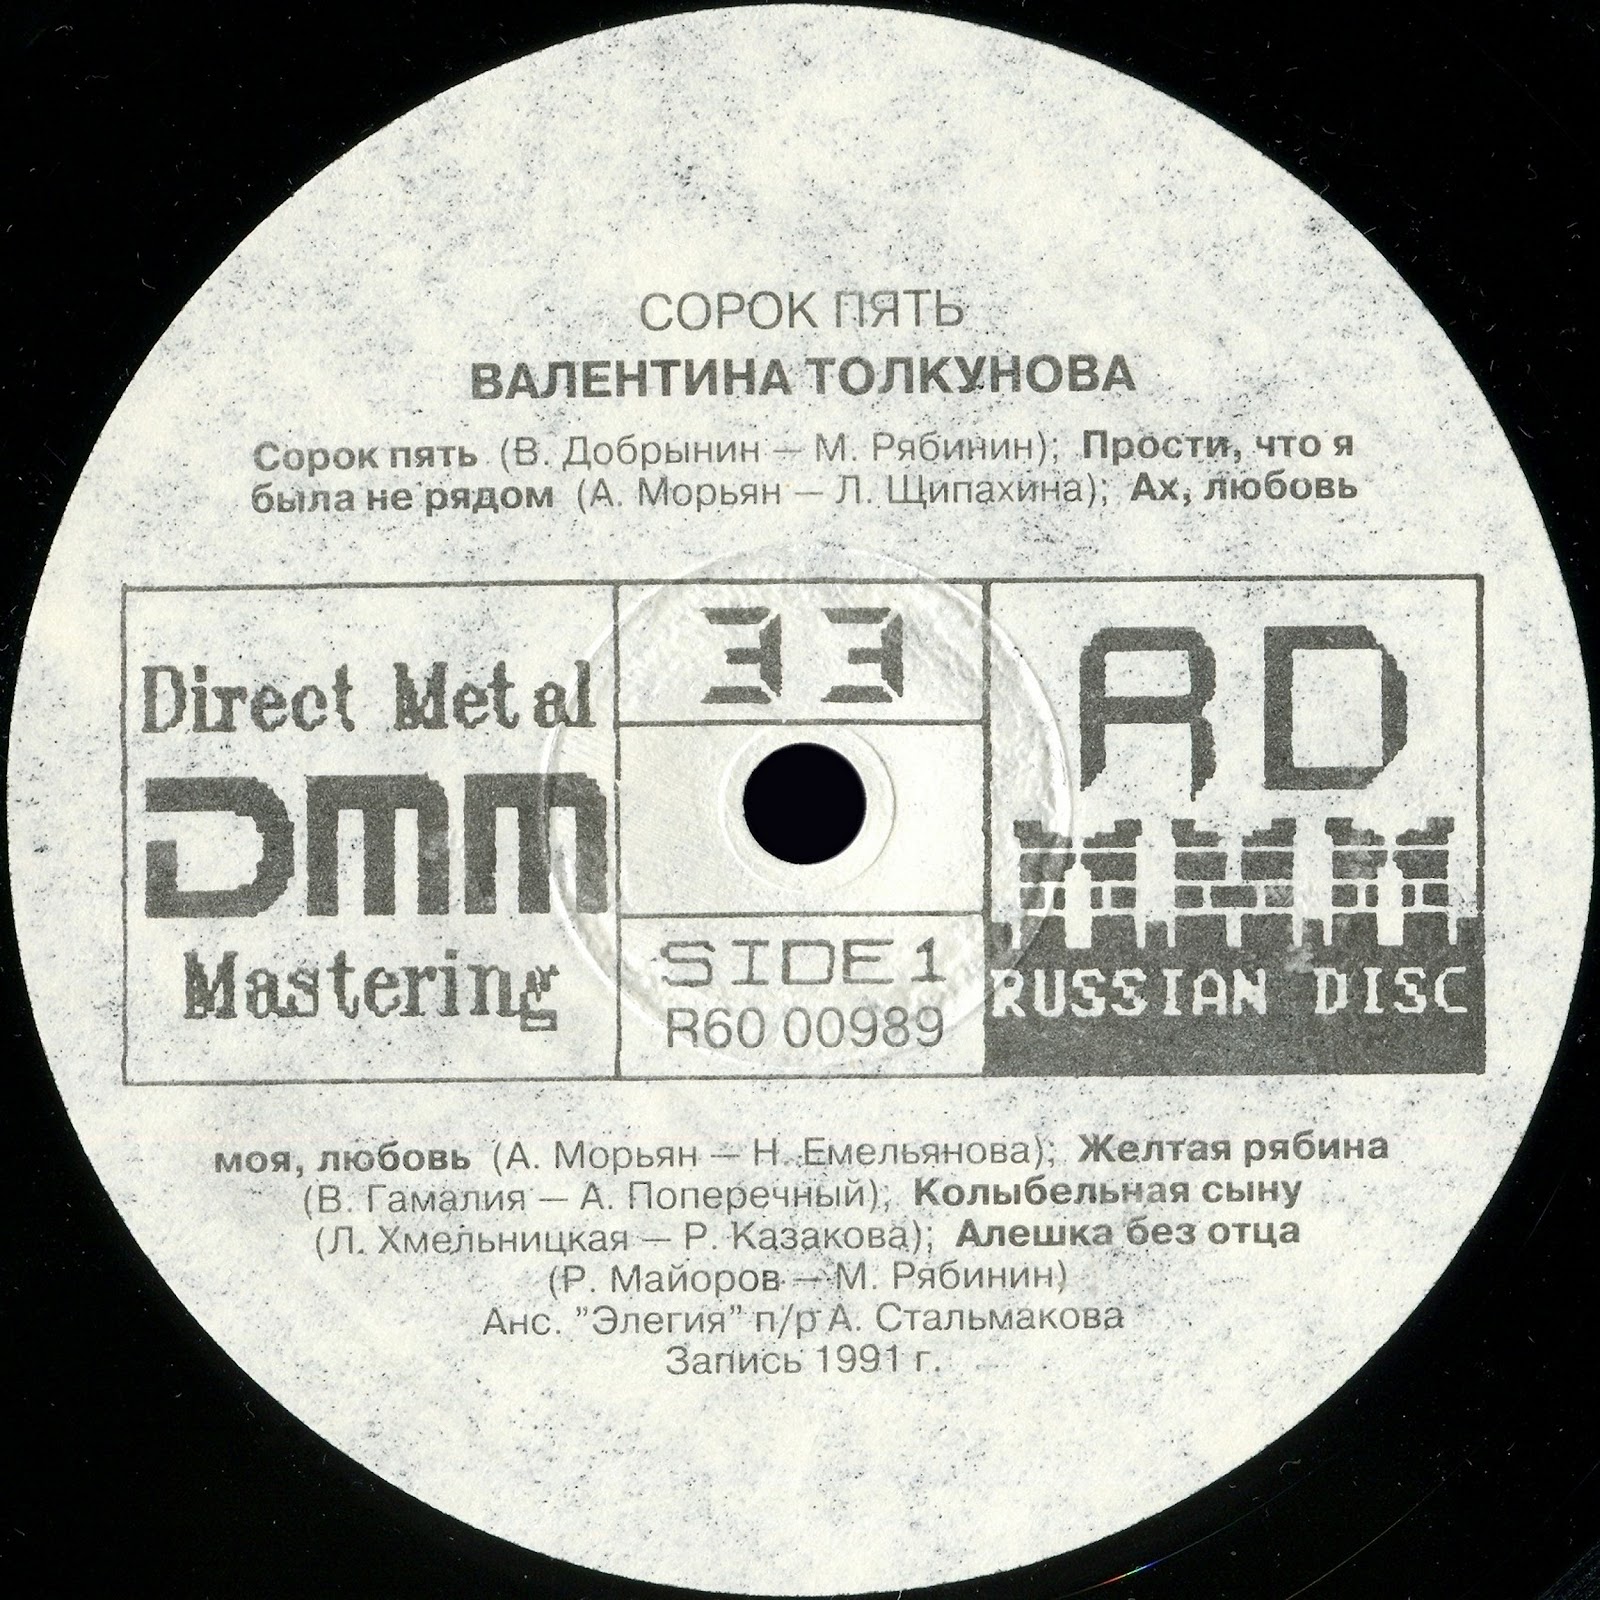 СОРОК ПЯТЬ
ВАЛЕНТИНА ТОЛКУНОВА
Сорок пять (В. Добрынин — М. Рябинин); Прости, что я
была не рядом (А. Морьян — Л. Щипахина); Ах, любовь
Direct Metal
DMM
Mastering
33
SIDE 1
R60 00989
RD
RUSSIAN DISC
моя, любовь (А. Морьян — Н. Емельянова); Желтая рябина
(В. Гамалия — А. Поперечный); Колыбельная сыну
(Л. Хмельницкая — Р. Казакова); Алешка без отца
(Р. Майоров — М. Рябинин)
Анс. "Элегия" п/р А. Стальмакова
Запись 1991 г.